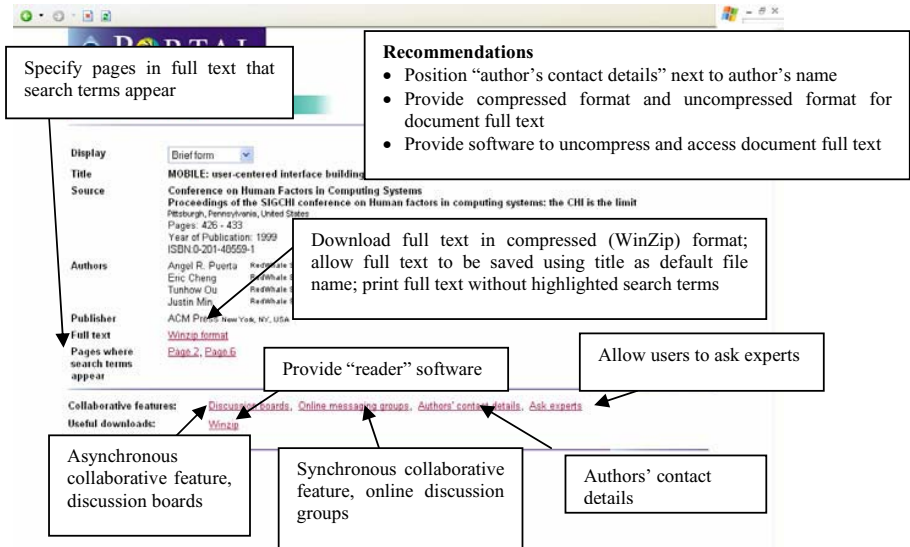 PORTAL
Specify pages in full text that
search terms appear
Recommendations
• Position “author’s contact details” next to author’s name
• Provide compressed format and uncompressed format for
document full text
• Provide software to uncompress and access document full text
Display Brief form
Title MOBILE: user-centered interface building
Source Conference on Human Factors in Computing Systems
Proceedings of the SIGCHI conference on Human factors in computing systems: the CHI is the limit
Pittsburgh, Pennsylvania, United States
Pages: 426 - 433
Year of Publication: 1999
ISBN:0-201-48559-1
Download full text in compressed (WinZip) format;
allow full text to be saved using title as default file
name; print full text without highlighted search terms
Authors Angel R. Puerta RedWhale
Eric Cheng RedWhale
Tunhow Ou RedWhale
Justin Min RedWhale
Publisher ACM Press New York, NY, USA
Full text Winzip format
Pages where Page 2, Page 6
search terms
appear
Provide “reader” software
Allow users to ask experts
Collaborative features: Discussion boards, Online messaging groups, Authors' contact details, Ask experts
Useful downloads: Winzip
Asynchronous
collaborative feature,
discussion boards
Synchronous collaborative
feature, online discussion
groups
Authors’ contact
details